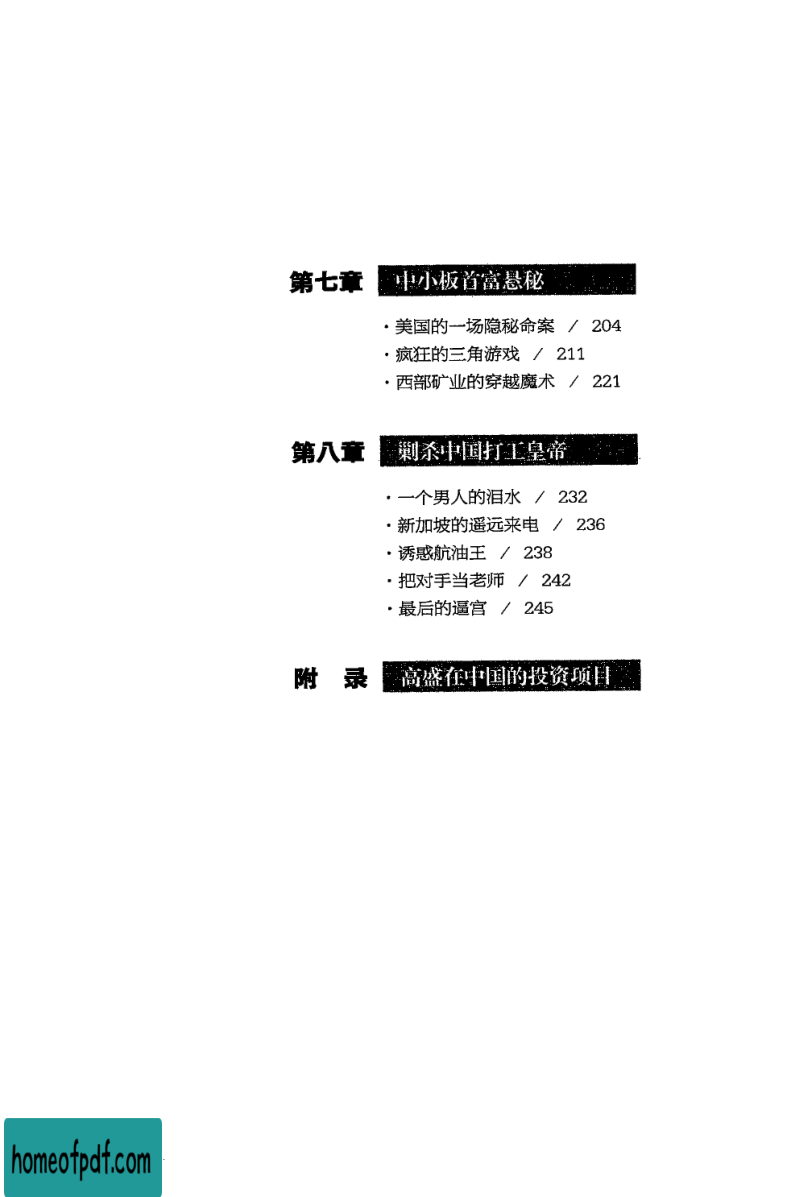 第七章 中小板首富悬秘
·美国的一场隐秘命案 / 204
·疯狂的三角游戏 / 211
·西部矿业的穿越魔术 / 221
第八章 剿杀中国打工皇帝
·一个男人的泪水 / 232
·新加坡的遥远来电 / 236
·诱惑航油王 / 238
·把对手当老师 / 242
·最后的逼宫 / 245
附 录 高盛在中国的投资项目
homeofpdf.com